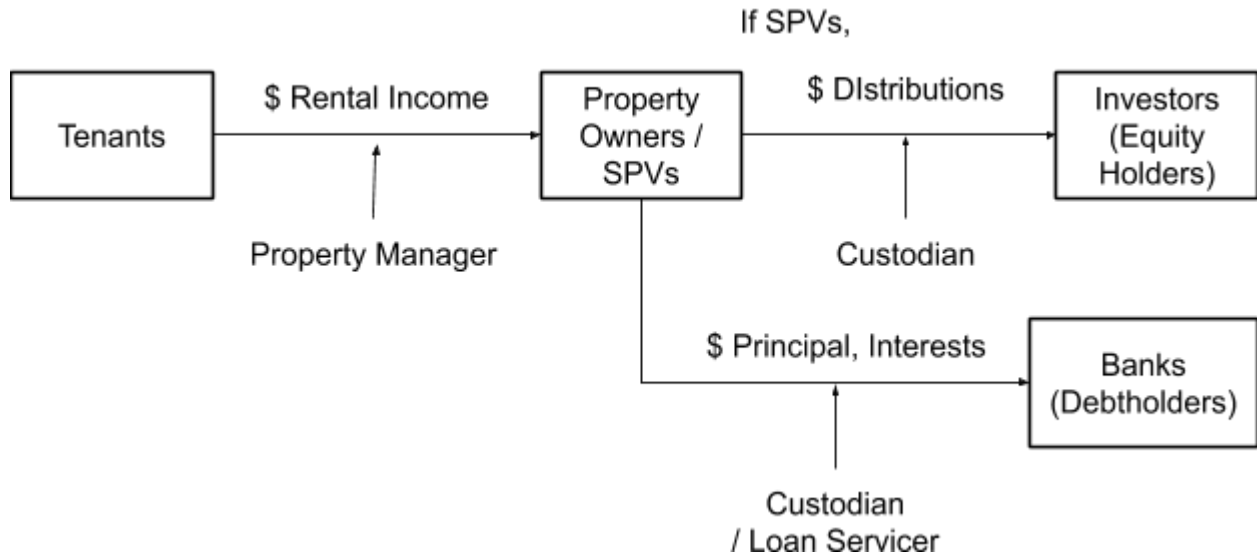 If SPVs,
Tenants
$ Rental Income
Property
Owners /
SPVs
$ DIstributions
Investors
(Equity
Holders)
Property Manager
Custodian
$ Principal, Interests
Banks
(Debtholders)
Custodian
/ Loan Servicer